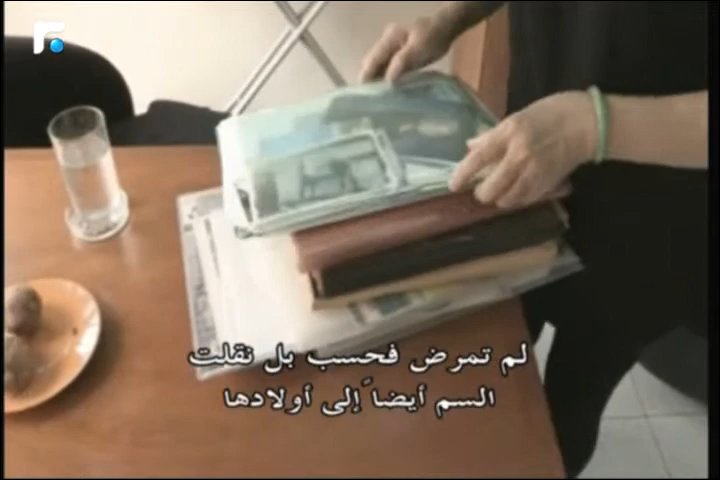 لم تمرض فحسب بل نقلت
السم أيضاً إلى أولادها